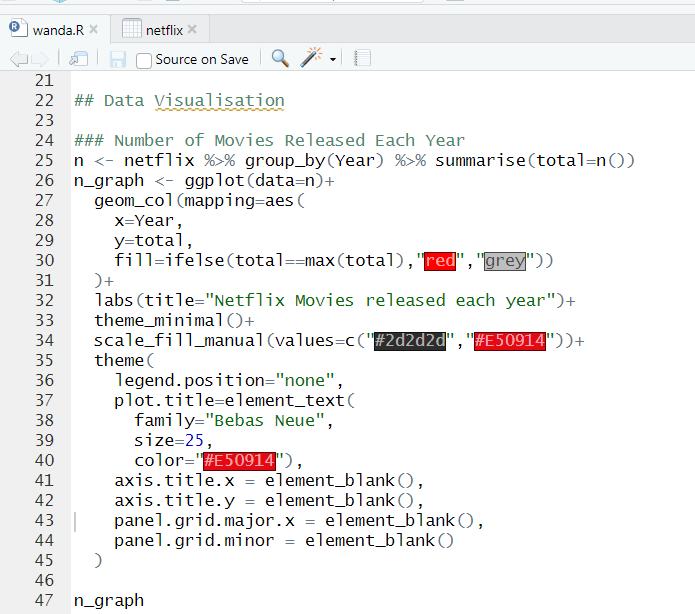 wanda.R
netflix
Source on Save
21
22 ## Data Visualisation
23
24 ### Number of Movies Released Each Year
25 n <- netflix %>% group_by(Year) %>% summarise(total=n())
26 n_graph <- ggplot(data=n)+
27   geom_col(mapping=aes(
28     x=Year,
29     y=total,
30     fill=ifelse(total==max(total),"red","grey"))
31   )+
32   labs(title="Netflix Movies released each year")+
33   theme_minimal()+
34   scale_fill_manual(values=c("#2d2d2d","#E50914"))+
35   theme(
36     legend.position="none",
37     plot.title=element_text(
38       family="Bebas Neue",
39       size=25,
40       color="#E50914"),
41     axis.title.x = element_blank(),
42     axis.title.y = element_blank(),
43     panel.grid.major.x = element_blank(),
44     panel.grid.minor = element_blank()
45   )
46
47 n_graph